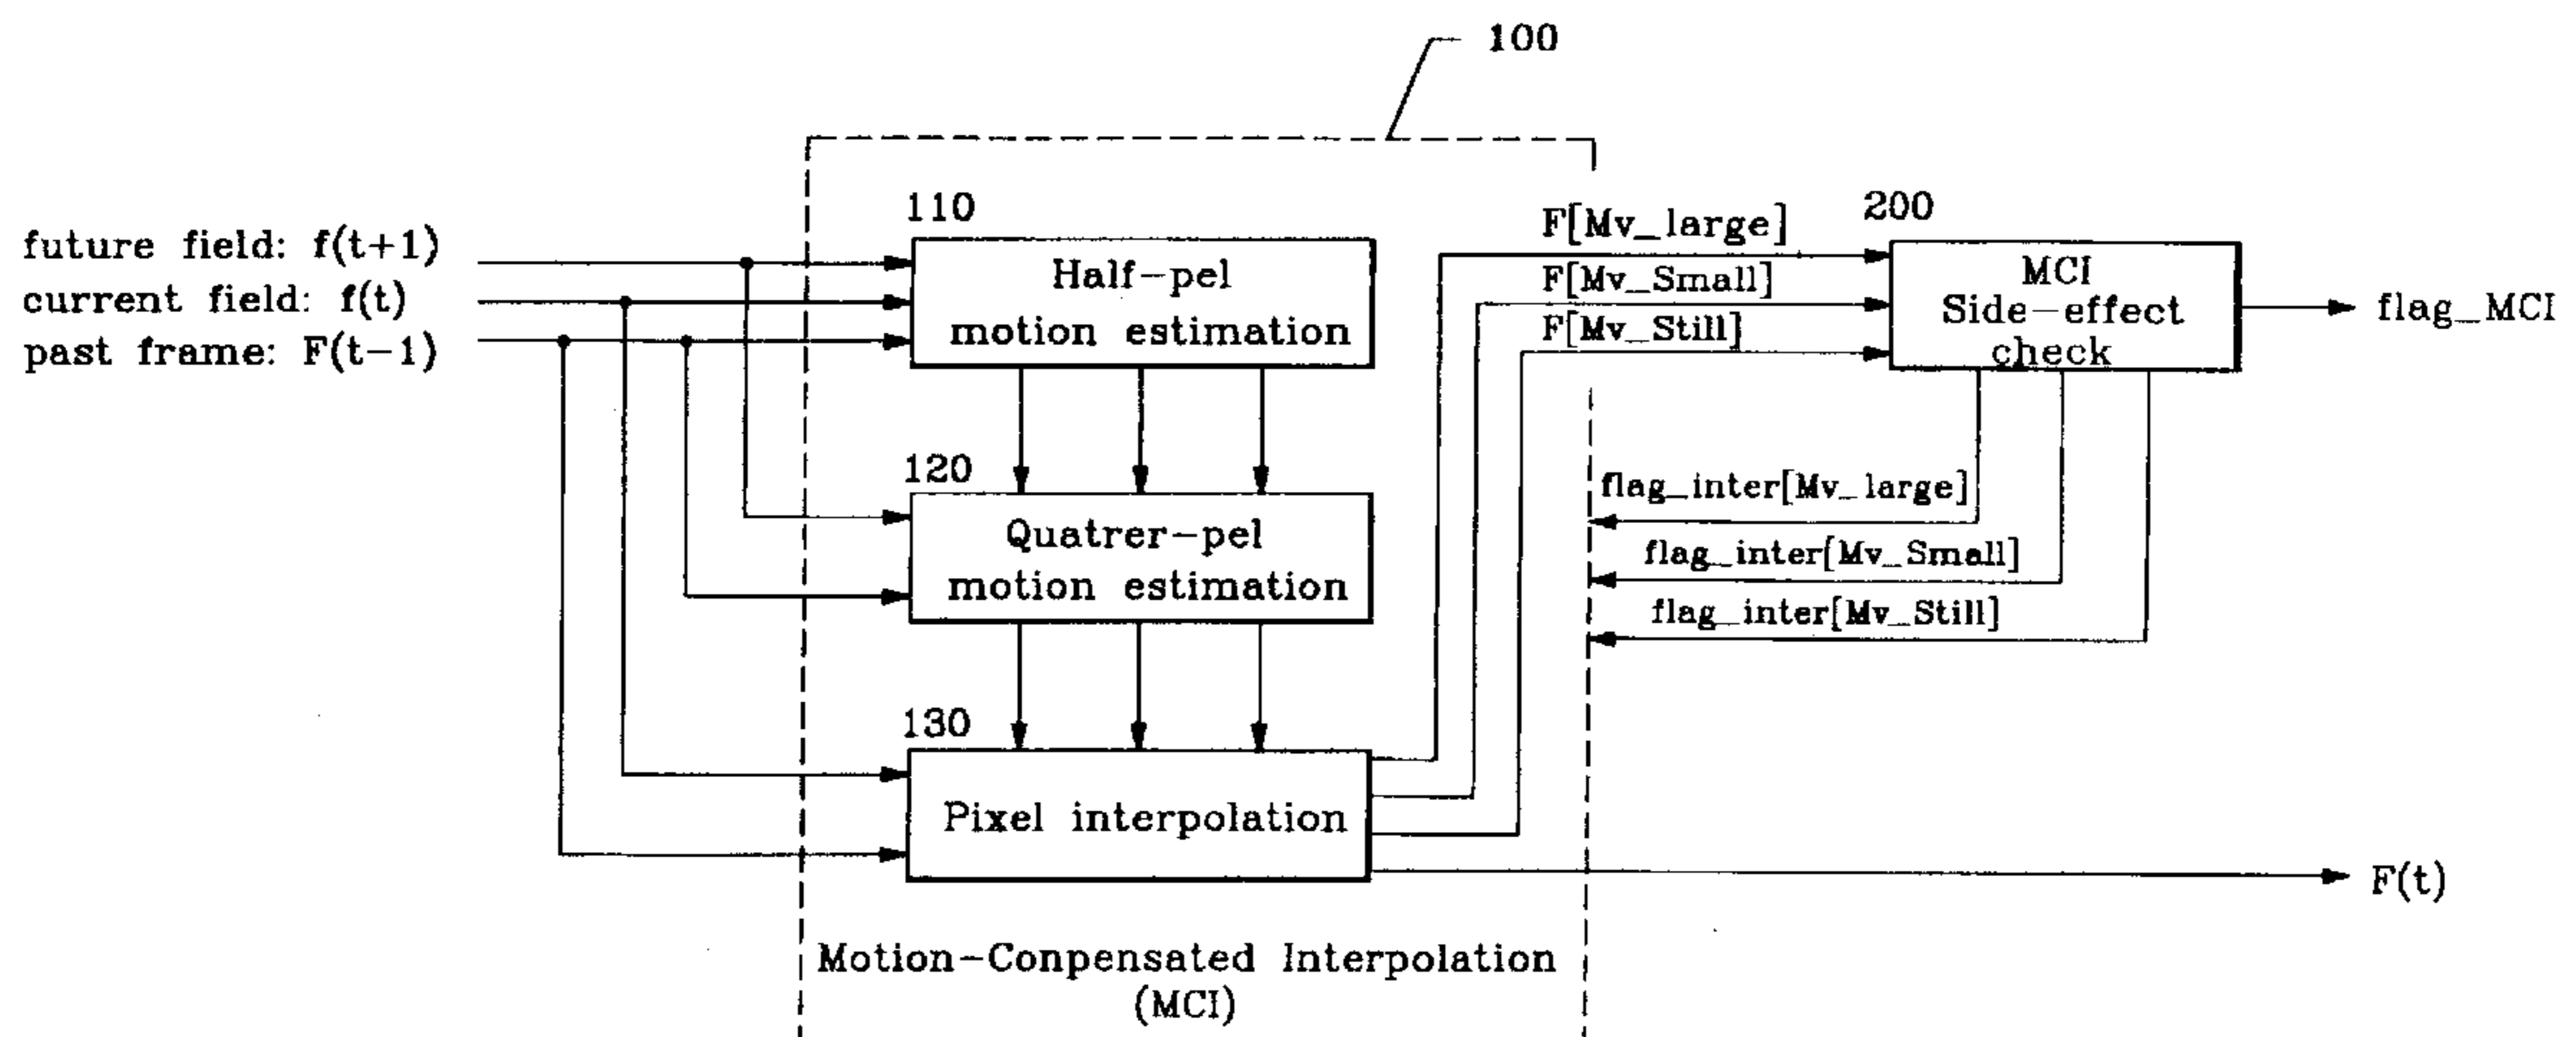 100
future field: f(t+1)
current field: f(t)
past frame: F(t-1)
110
Half-pel
motion estimation
120
Quatrer-pel
motion estimation
130
Pixel interpolation
Motion-Conpensated Interpolation
(MCI)
F[Mv_large]
F[Mv_Small]
F[Mv_Still]
200
MCI
Side-effect
check
flag_MCI
flag_inter[Mv_large]
flag_inter[Mv_Small]
flag_inter[Mv_Still]
F(t)